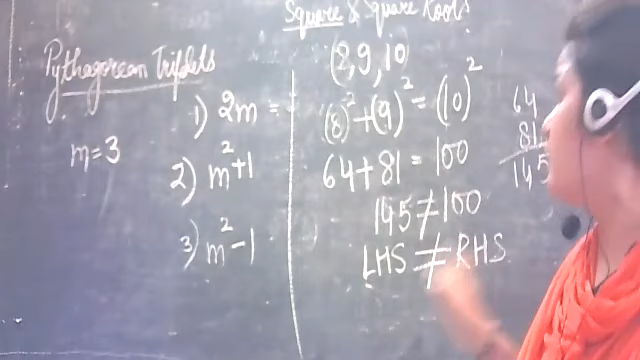 Square & Square Roots
Pythagorean Triplets
m=3
1) 2m =
2) m²+1
3) m²-1
(8,9,10)
(8)²+(9)²=(10)²
64+81=100
145≠100
LHS ≠ RHS
64
81
145